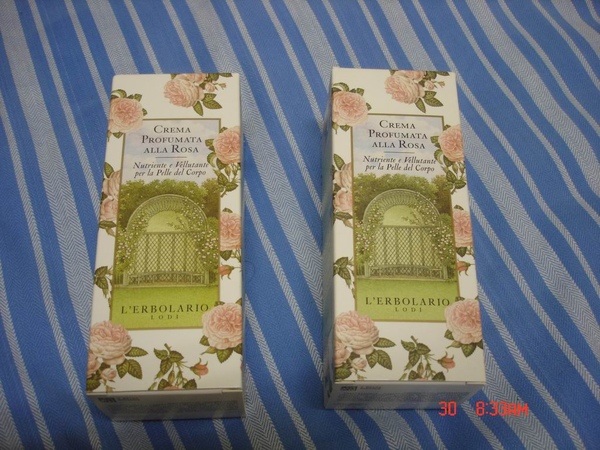 CREMA
PROFUMATA
ALLA ROSA
Nutriente e Vellutante
per la Pelle del Corpo
L'ERBOLARIO
LODI
CREMA
PROFUMATA
ALLA ROSA
Nutriente e Vellutante
per la Pelle del Corpo
L'ERBOLARIO
LODI
30 8:33AM